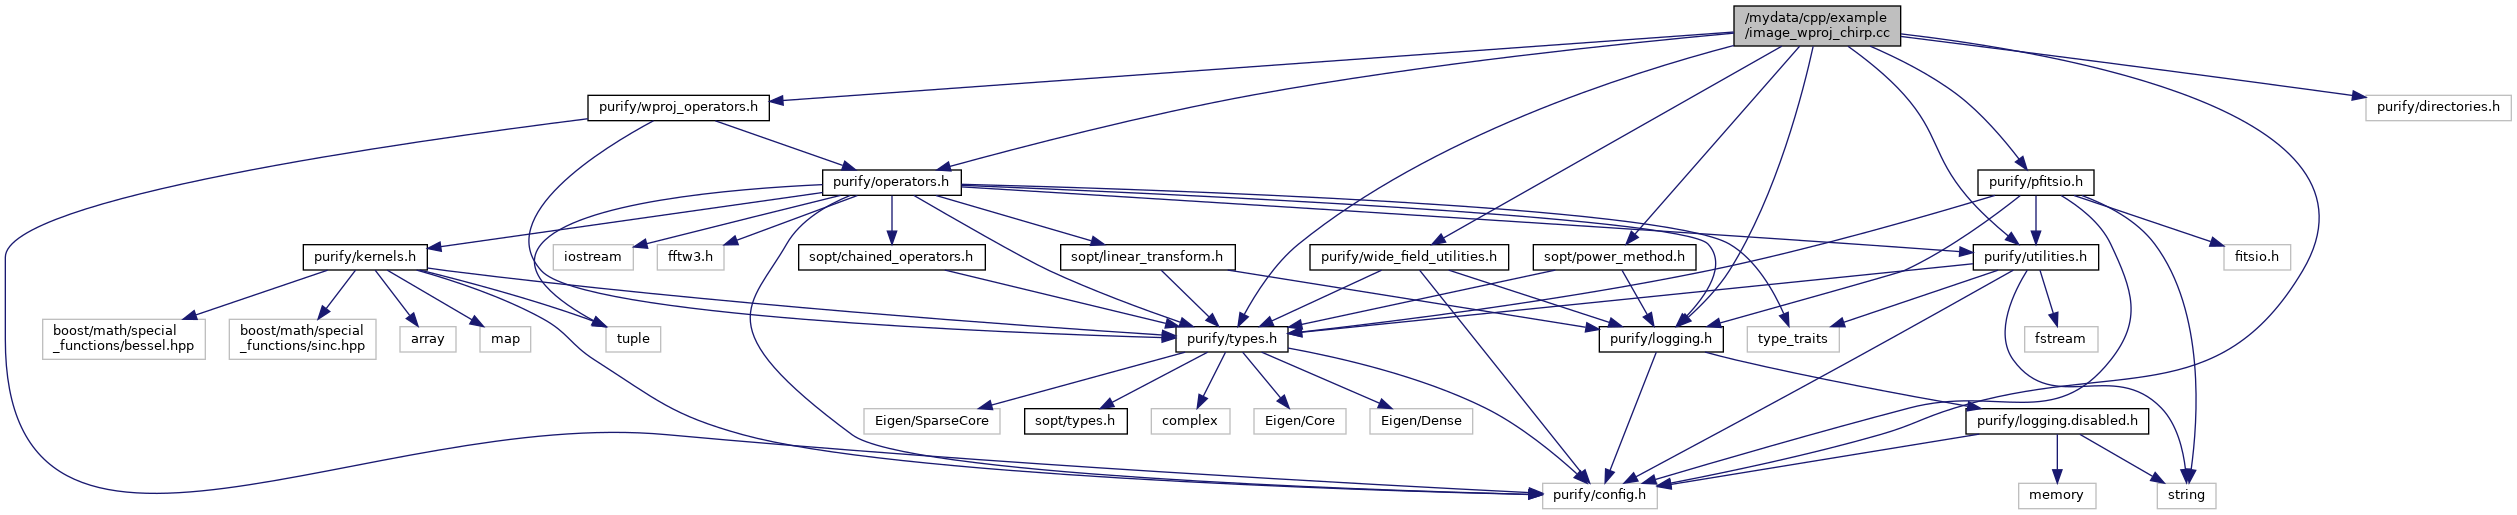 /mydata/cpp/example
/image_wproj_chirp.cc
purify/wproj_operators.h
purify/directories.h
purify/operators.h
purify/pfitsio.h
purify/kernels.h
iostream
fftw3.h
sopt/chained_operators.h
sopt/linear_transform.h
purify/wide_field_utilities.h
sopt/power_method.h
purify/utilities.h
fitsio.h
boost/math/special
_functions/bessel.hpp
boost/math/special
_functions/sinc.hpp
array
map
tuple
purify/types.h
purify/logging.h
type_traits
fstream
Eigen/SparseCore
sopt/types.h
complex
Eigen/Core
Eigen/Dense
purify/logging.disabled.h
purify/config.h
memory
string